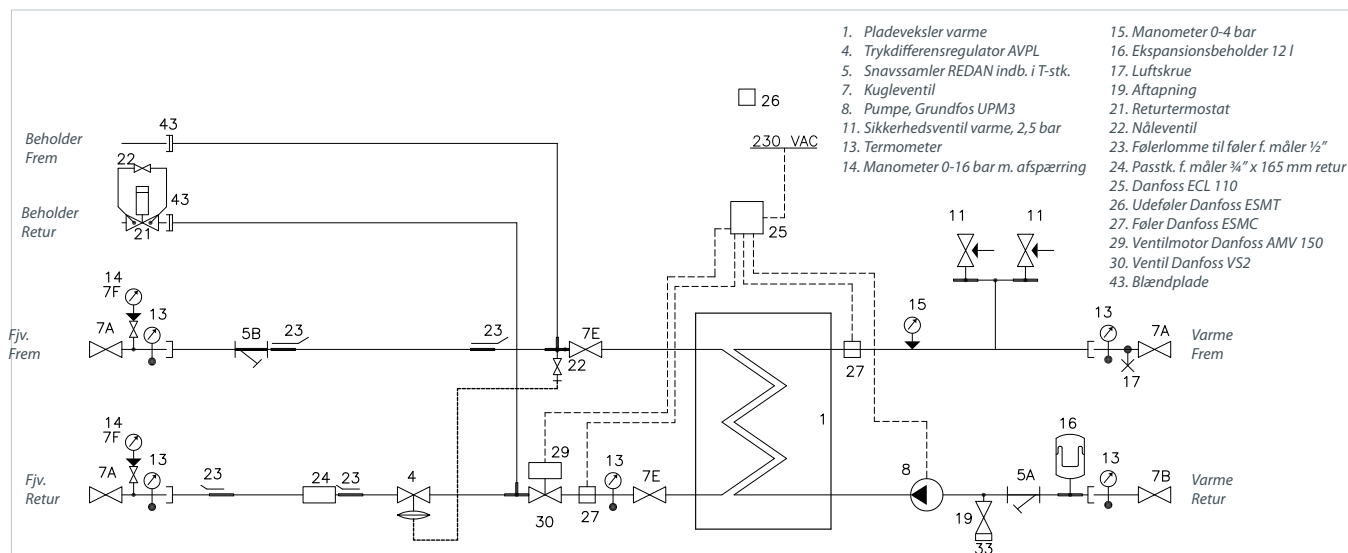 1. Pladeveksler varme
4. Trykdifferensregulator AVPL
5. Snavssamler REDAN indb. i T-stk.
7. Kugleventil
8. Pumpe, Grundfos UPM3
11. Sikkerhedsventil varme, 2,5 bar
13. Termometer
14. Manometer 0-16 bar m. afspærring
15. Manometer 0-4 bar
16. Ekspansionsbeholder 12 l
17. Luftskrue
19. Aftapning
21. Returtermostat
22. Nåleventil
23. Følerlomme til føler f. måler ½”
24. Passtk. f. måler ¾” x 165 mm retur
25. Danfoss ECL 110
26. Udeføler Danfoss ESMT
27. Føler Danfoss ESMC
29. Ventilmotor Danfoss AMV 150
30. Ventil Danfoss VS2
43. Blændplade
26
230 VAC
Beholder
Frem
43
22
43
Beholder
Retur
21
25
11
11
14
7F
7A
13
5B
23
23
7E
22
15
27
13
7A
17
Fjv.
Frem
Varme
Frem
14
7F
7A
13
23
24
23
4
29
30
27
13
7E
1
8
19
33
5A
16
13
7B
Fjv.
Retur
Varme
Retur